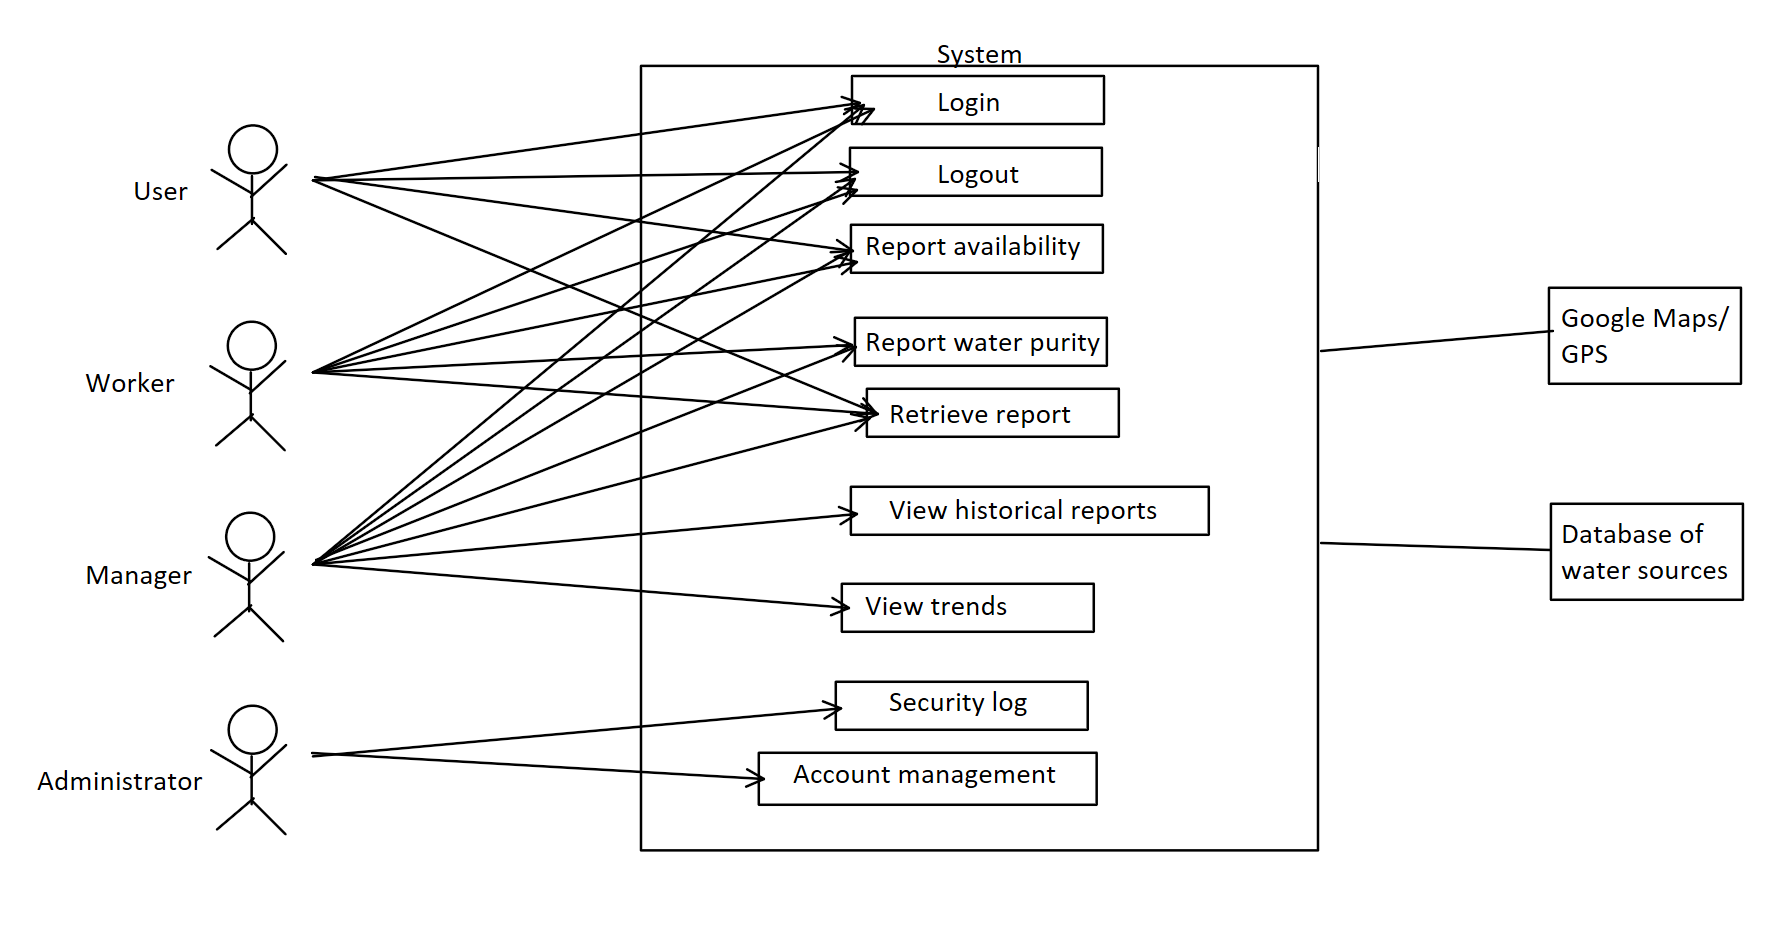 System
Login
Logout
Report availability
Report water purity
Retrieve report
View historical reports
View trends
Security log
Account management
User
Worker
Manager
Administrator
Google Maps/
GPS
Database of
water sources